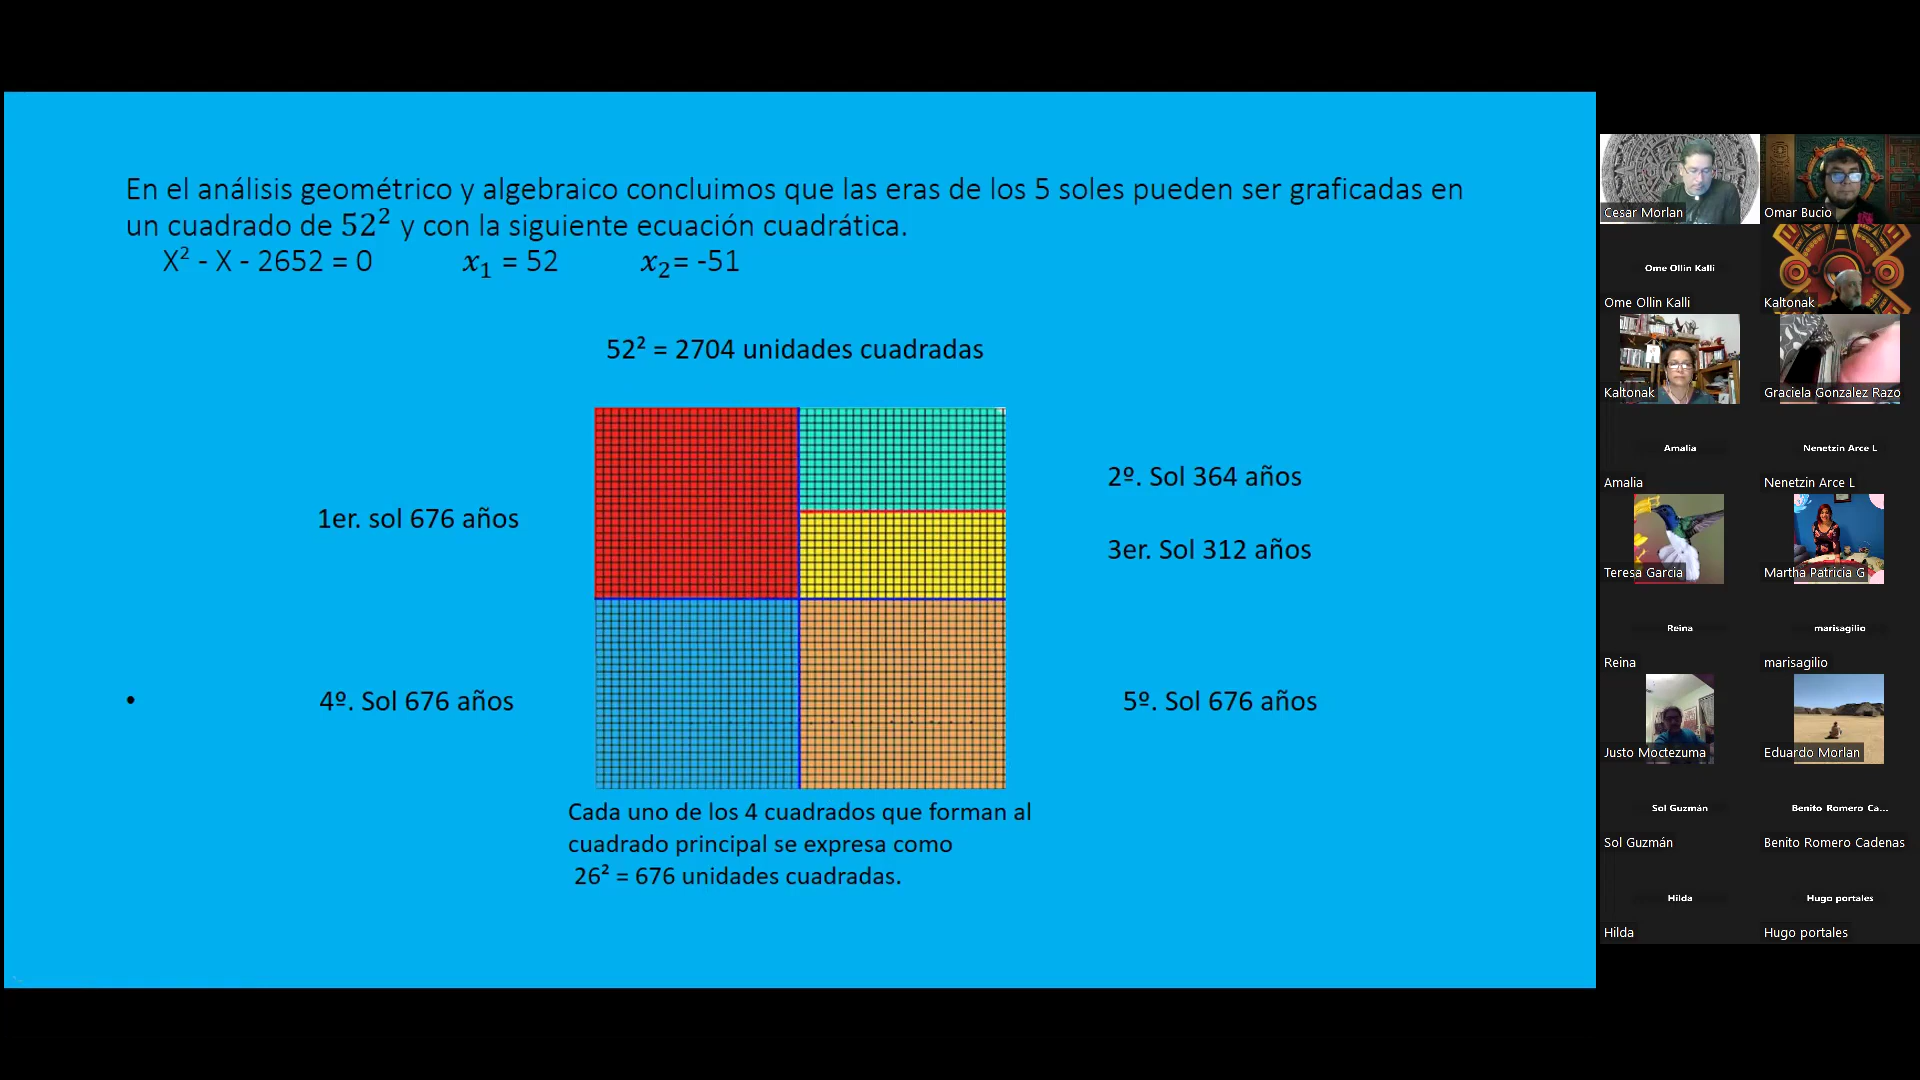 En el análisis geométrico y algebraico concluimos que las eras de los 5 soles pueden ser graficadas en
un cuadrado de 52² y con la siguiente ecuación cuadrática.
X² - X - 2652 = 0 x₁ = 52 x₂= -51
52² = 2704 unidades cuadradas
2º. Sol 364 años
1er. sol 676 años
3er. Sol 312 años
• 4º. Sol 676 años
5º. Sol 676 años
Cada uno de los 4 cuadrados que forman al
cuadrado principal se expresa como
26² = 676 unidades cuadradas.
Cesar Morlan
Omar Bucio
Ome Ollin Kalli
Ome Ollin Kalli
Kaltonak
Kaltonak
Graciela Gonzalez Razo
Amalia
Nenetzin Arce L
Amalia
Nenetzin Arce L
Teresa Garcia
Martha Patricia G
Reina
marisagilio
Reina
marisagilio
Justo Moctezuma
Eduardo Morlan
Sol Guzmán
Benito Romero Ca...
Sol Guzmán
Benito Romero Cadenas
Hilda
Hugo portales
Hilda
Hugo portales